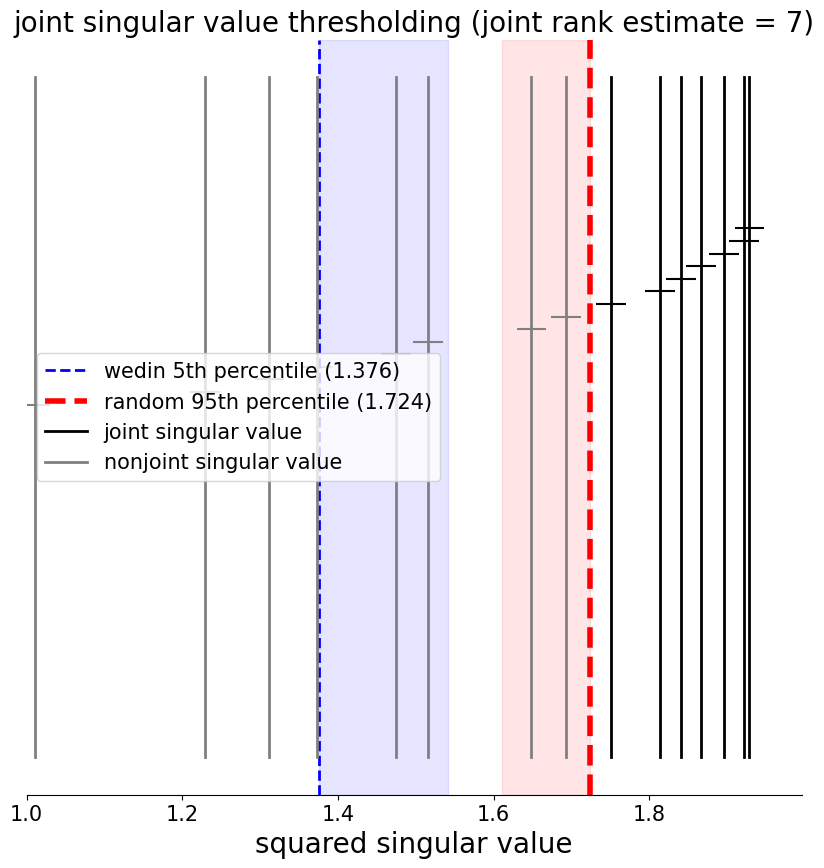 joint singular value thresholding (joint rank estimate = 7)
wedin 5th percentile (1.376)
random 95th percentile (1.724)
joint singular value
nonjoint singular value
1.0 1.2 1.4 1.6 1.8
squared singular value